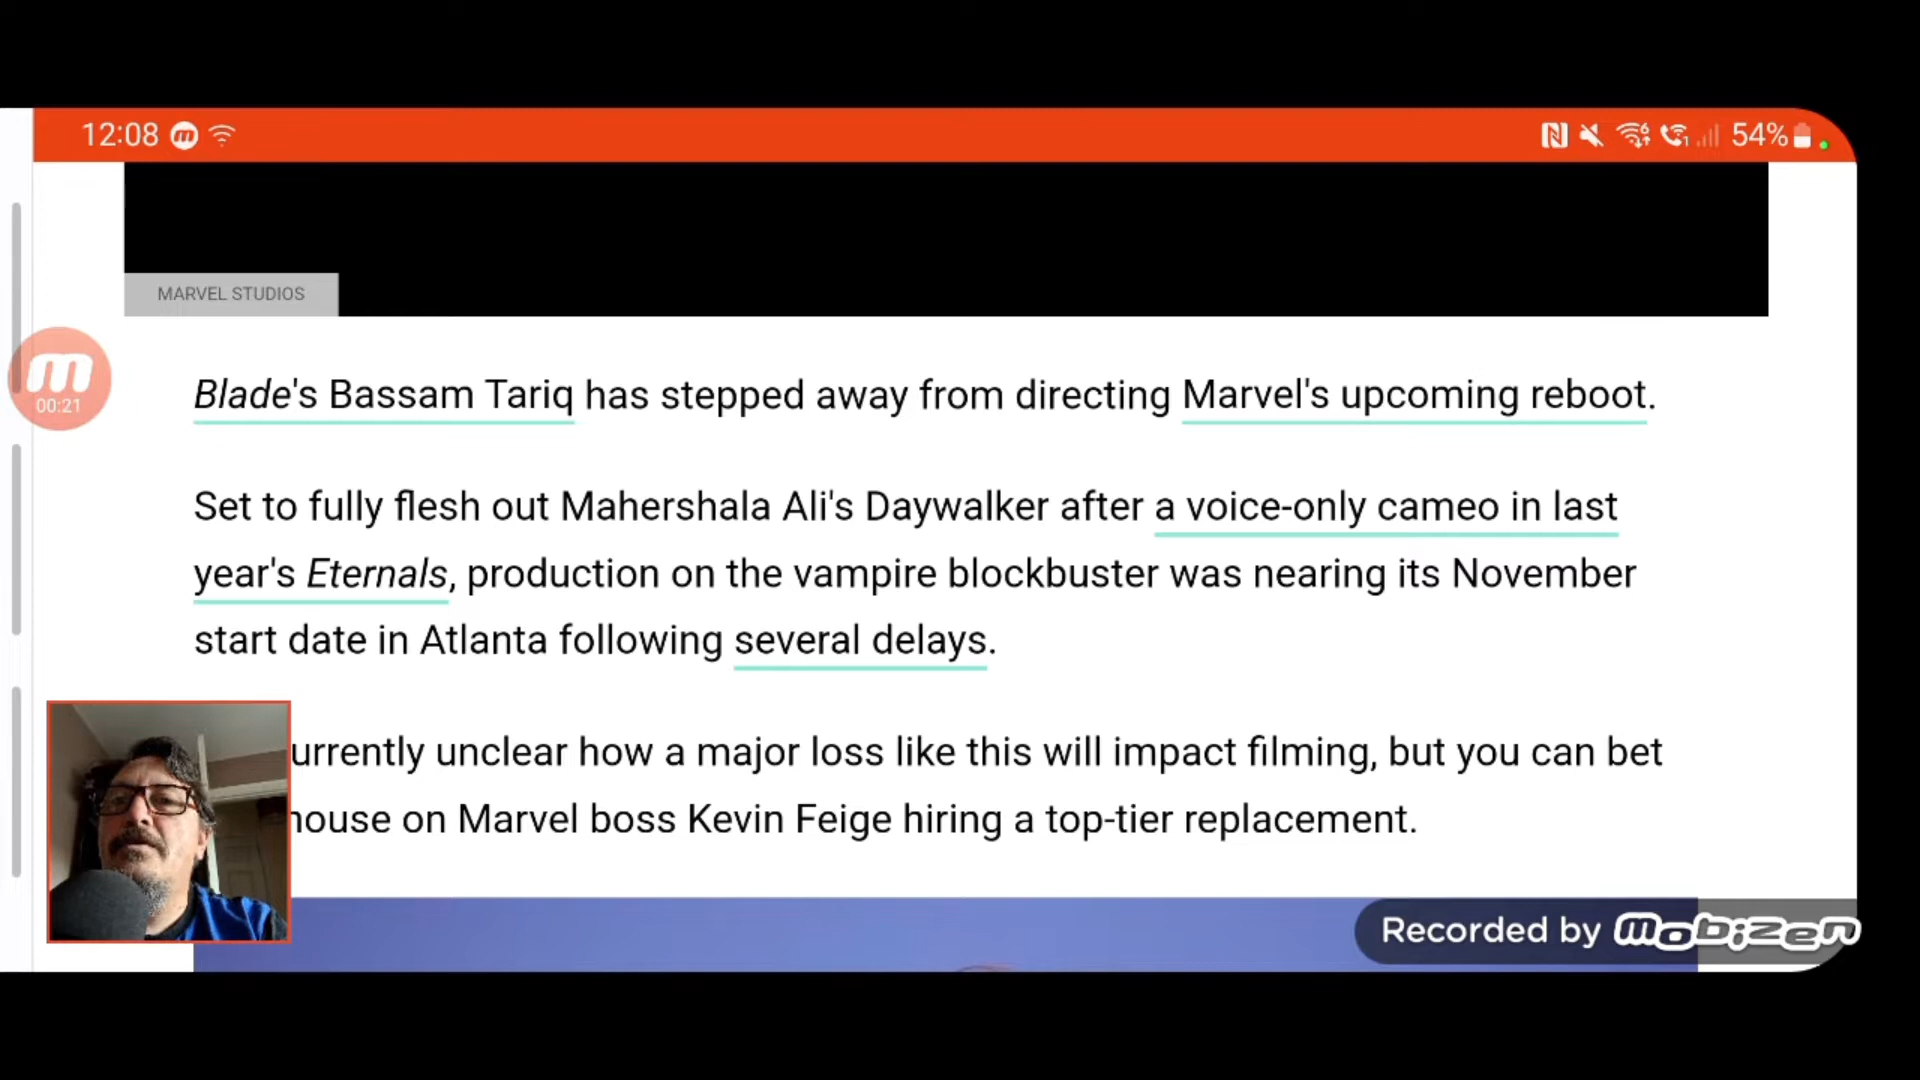 12:08 m
54%
MARVEL STUDIOS
m
00:21
Blade's Bassam Tariq has stepped away from directing Marvel's upcoming reboot.
Set to fully flesh out Mahershala Ali's Daywalker after a voice-only cameo in last
year's Eternals, production on the vampire blockbuster was nearing its November
start date in Atlanta following several delays.
urrently unclear how a major loss like this will impact filming, but you can bet
house on Marvel boss Kevin Feige hiring a top-tier replacement.
Recorded by mobizen